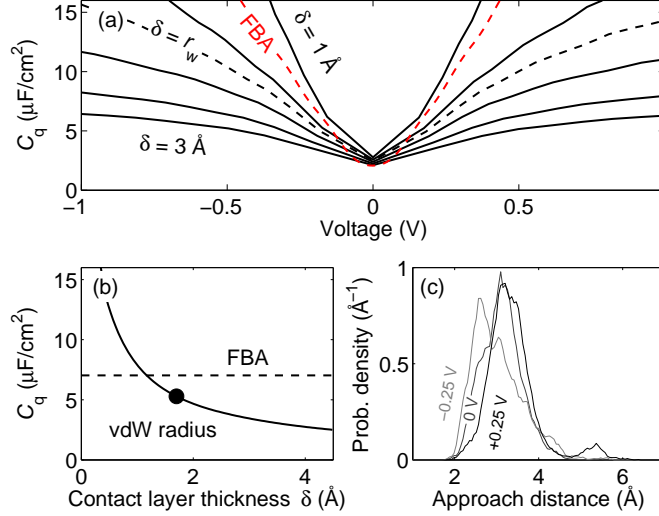 (a)
FBA
δ = 1 Å
δ = r_w
δ = 3 Å
C_q (μF/cm²)
15
10
5
0
−1
−0.5
0
0.5
Voltage (V)
(b)
C_q (μF/cm²)
15
10
5
0
FBA
vdW radius
0
2
4
Contact layer thickness δ (Å)
(c)
Prob. density (Å⁻¹)
1
0.5
0
−0.25 V
0 V
+0.25 V
2
4
6
Approach distance (Å)